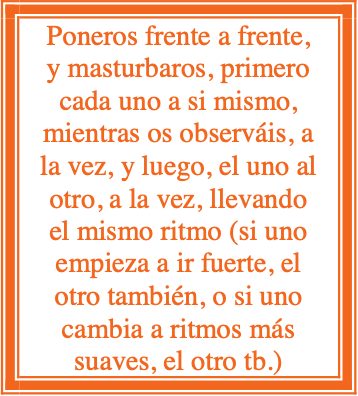 Poneros frente a frente,
y masturbaros, primero
cada uno a si mismo,
mientras os observáis, a
la vez, y luego, el uno al
otro, a la vez, llevando
el mismo ritmo (si uno
empieza a ir fuerte, el
otro también, o si uno
cambia a ritmos más
suaves, el otro tb.)